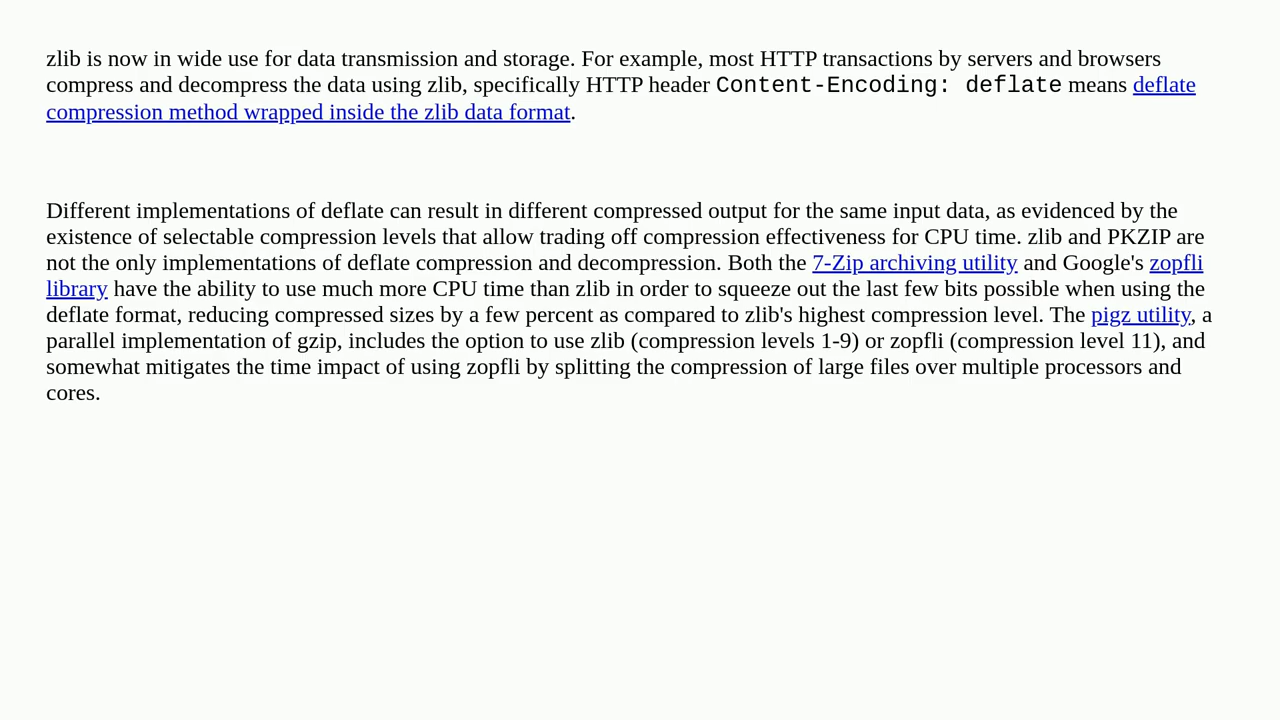 zlib is now in wide use for data transmission and storage. For example, most HTTP transactions by servers and browsers
compress and decompress the data using zlib, specifically HTTP header Content-Encoding: deflate means deflate
compression method wrapped inside the zlib data format.
Different implementations of deflate can result in different compressed output for the same input data, as evidenced by the
existence of selectable compression levels that allow trading off compression effectiveness for CPU time. zlib and PKZIP are
not the only implementations of deflate compression and decompression. Both the 7-Zip archiving utility and Google's zopfli
library have the ability to use much more CPU time than zlib in order to squeeze out the last few bits possible when using the
deflate format, reducing compressed sizes by a few percent as compared to zlib's highest compression level. The pigz utility, a
parallel implementation of gzip, includes the option to use zlib (compression levels 1-9) or zopfli (compression level 11), and
somewhat mitigates the time impact of using zopfli by splitting the compression of large files over multiple processors and
cores.